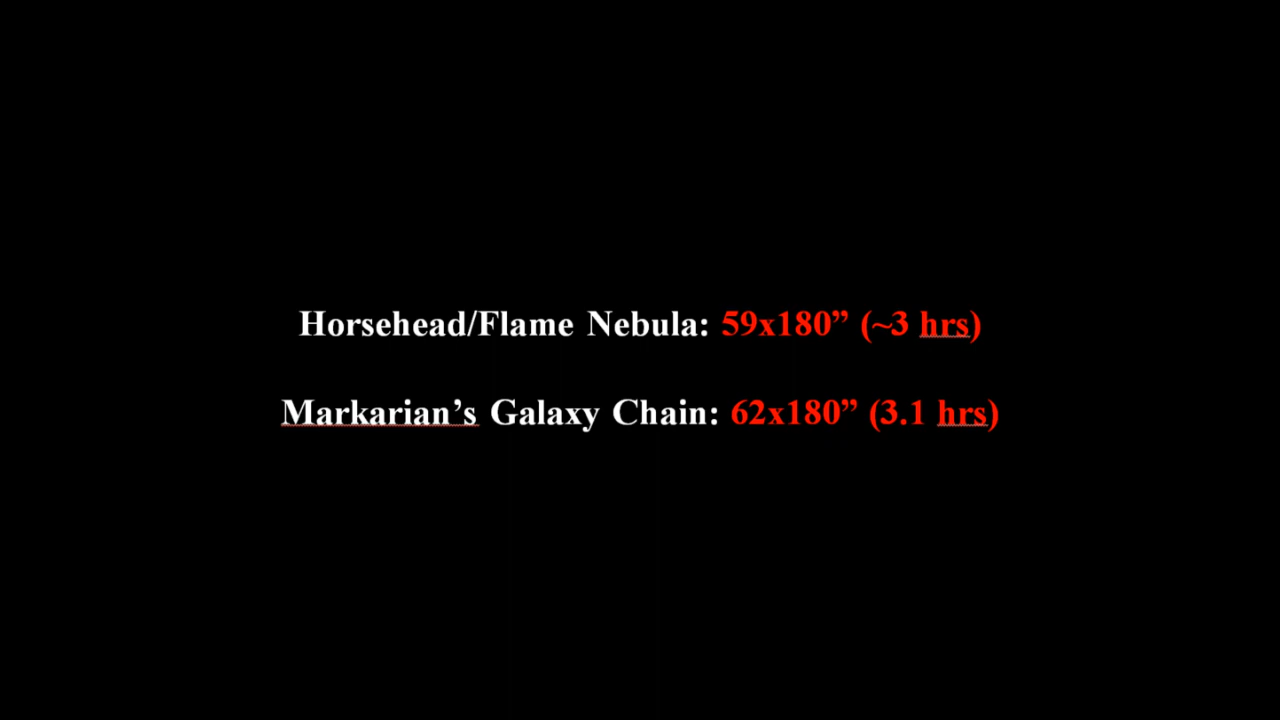 Horsehead/Flame Nebula: 59x180” (~3 hrs)
Markarian’s Galaxy Chain: 62x180” (3.1 hrs)